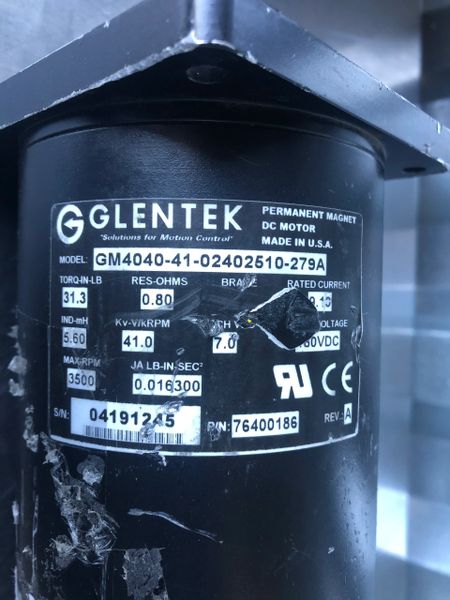 GLENTEK
"Solutions for Motion Control"
PERMANENT MAGNET
DC MOTOR
MADE IN U.S.A.
MODEL: GM4040-41-02402510-279A
TORQ-IN-LB RES-OHMS RATED CURRENT
31.3 0.80
IND-mH Kv-V/kRPM
5.60 41.0 7.0
MAX-RPM JA LB-IN-SEC²
3500 0.016300
S/N: 04191245 P/N: 76400186 REV.: A